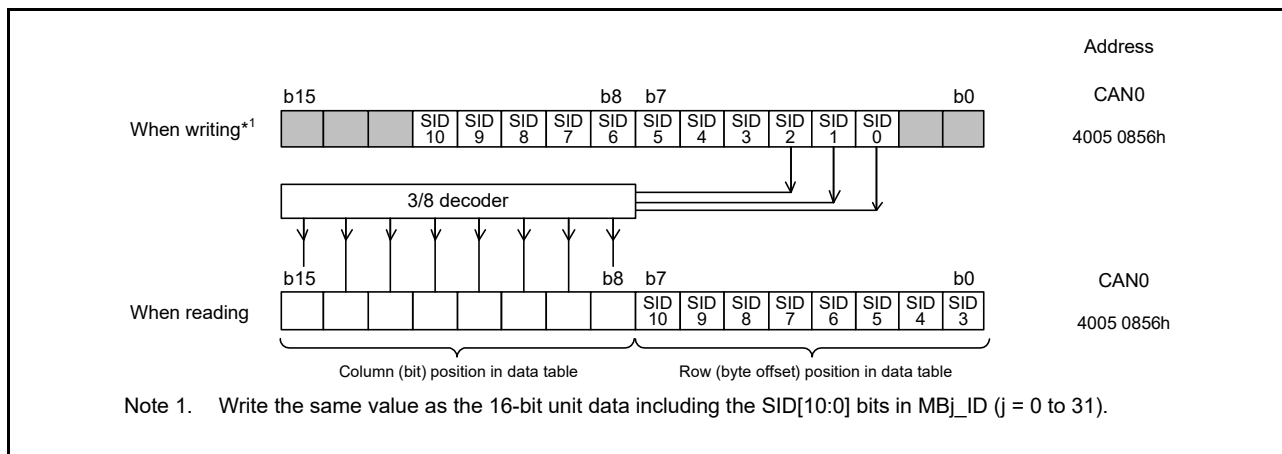 Address
b15 b8 b7 b0 CAN0
When writing*1 SID 10 SID 9 SID 8 SID 7 SID 6 SID 5 SID 4 SID 3 SID 2 SID 1 SID 0 4005 0856h
3/8 decoder
b15 b8 b7 b0 CAN0
When reading SID 10 SID 9 SID 8 SID 7 SID 6 SID 5 SID 4 SID 3 4005 0856h
Column (bit) position in data table Row (byte offset) position in data table
Note 1. Write the same value as the 16-bit unit data including the SID[10:0] bits in MBj_ID (j = 0 to 31).